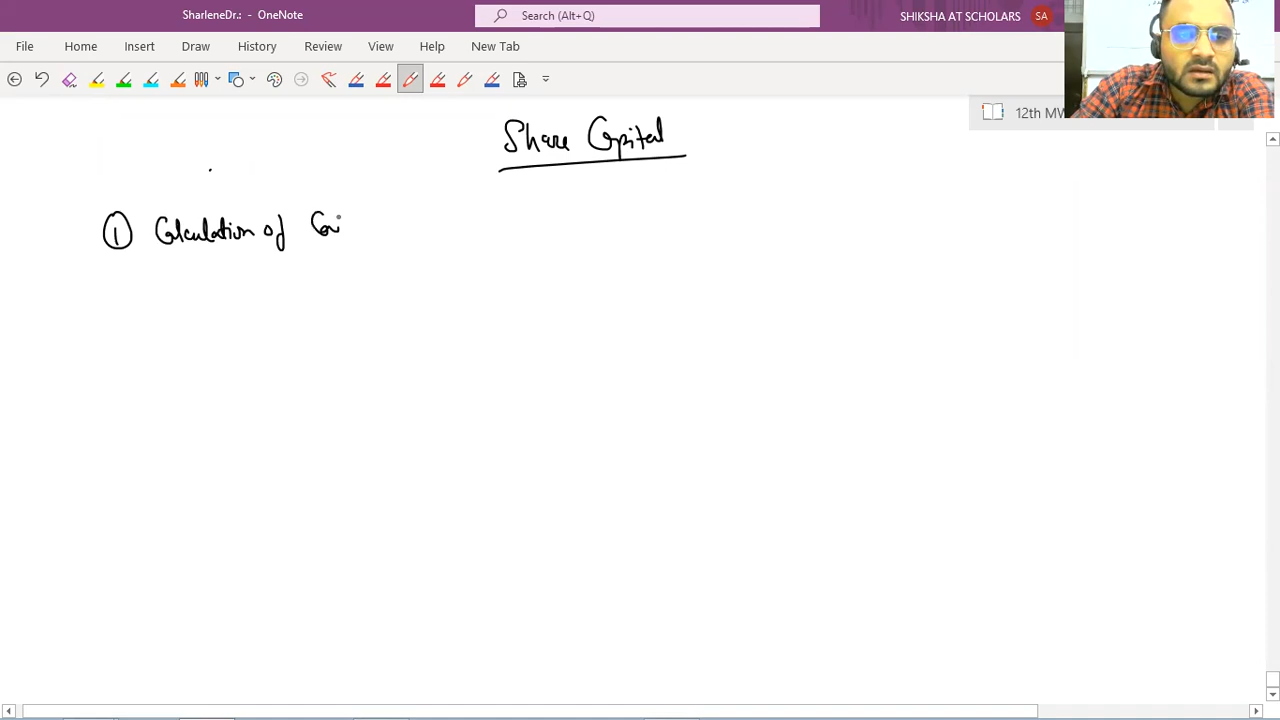 SharleneDr.: - OneNote
Search (Alt+Q)
SHIKSHA AT SCHOLARS SA
File Home Insert Draw History Review View Help New Tab
12th MW
Share Capital
① Calculation of